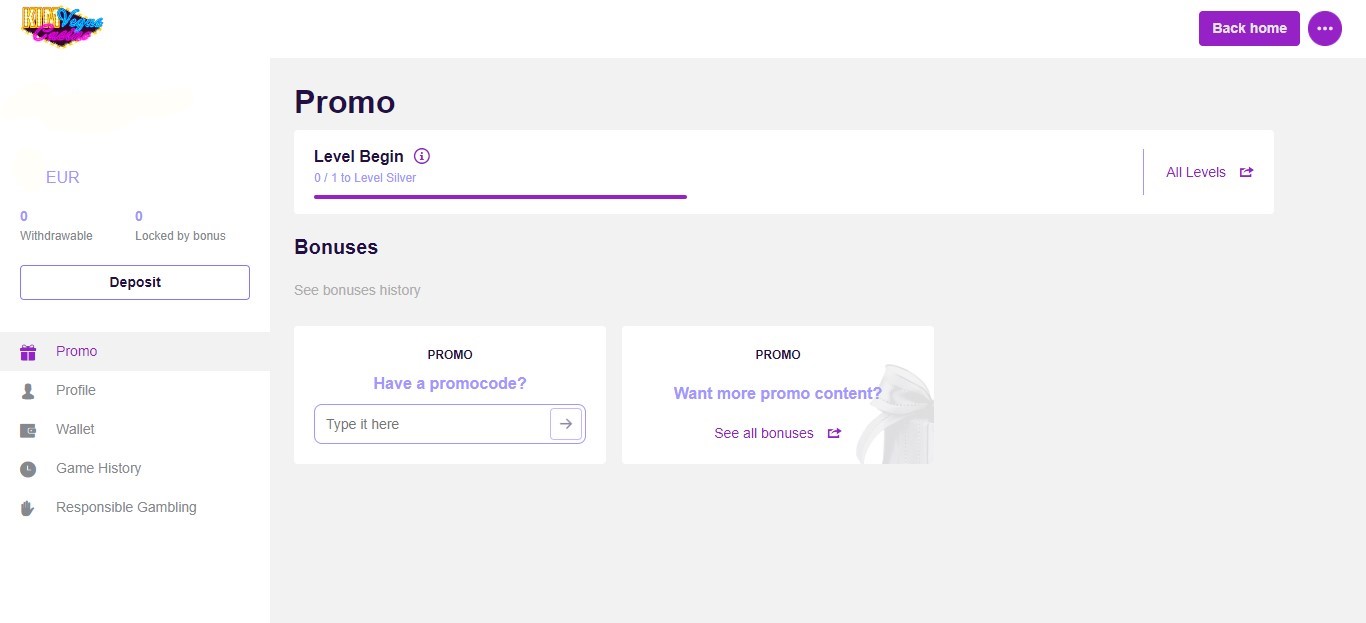 Vegas
Casino
Back home
EUR
0
Withdrawable
0
Locked by bonus
Deposit
Promo
Profile
Wallet
Game History
Responsible Gambling
Promo
Level Begin
0 / 1 to Level Silver
All Levels
Bonuses
See bonuses history
PROMO
Have a promocode?
Type it here
PROMO
Want more promo content?
See all bonuses